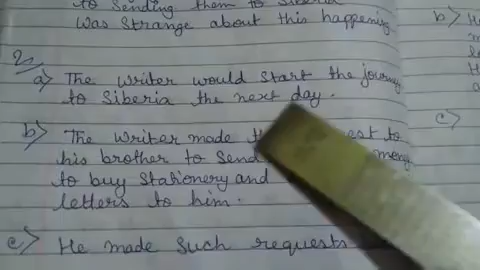 to sending them to Siberia
was strange about this happening.
2/
a) The writer would start the journey
to Siberia the next day.
b) The writer made to
his brother to send
to buy stationery and
letters to him.
c) He made such requests
b) He
c)